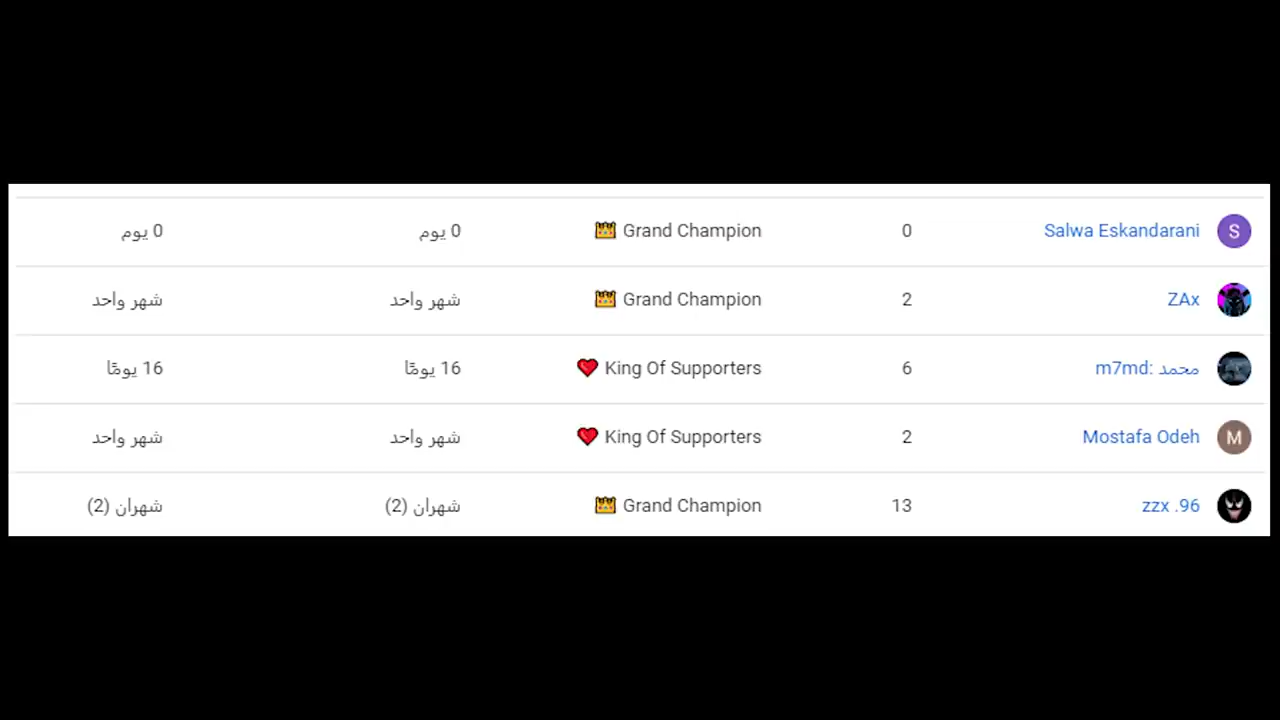 S Salwa Eskandarani 0 Grand Champion 0 يوم 0 يوم
ZAx 2 Grand Champion شهر واحد شهر واحد
m7md: محمد 6 King Of Supporters 16 يومًا 16 يومًا
M Mostafa Odeh 2 King Of Supporters شهر واحد شهر واحد
zzx .96 13 Grand Champion شهران (2) شهران (2)